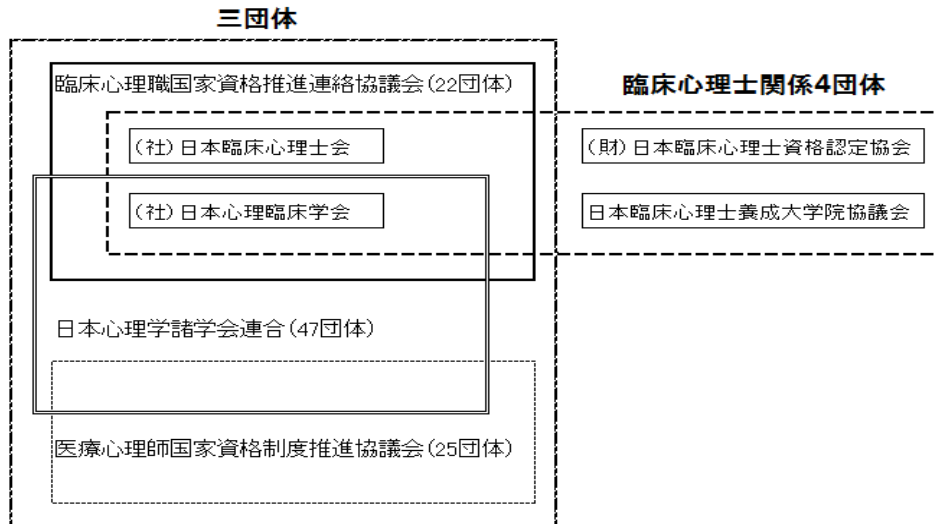 三団体
臨床心理職国家資格推進連絡協議会(22団体)
臨床心理士関係4団体
(社)日本臨床心理士会
(財)日本臨床心理士資格認定協会
(社)日本心理臨床学会
日本臨床心理士養成大学院協議会
日本心理学諸学会連合(47団体)
医療心理師国家資格制度推進協議会(25団体)